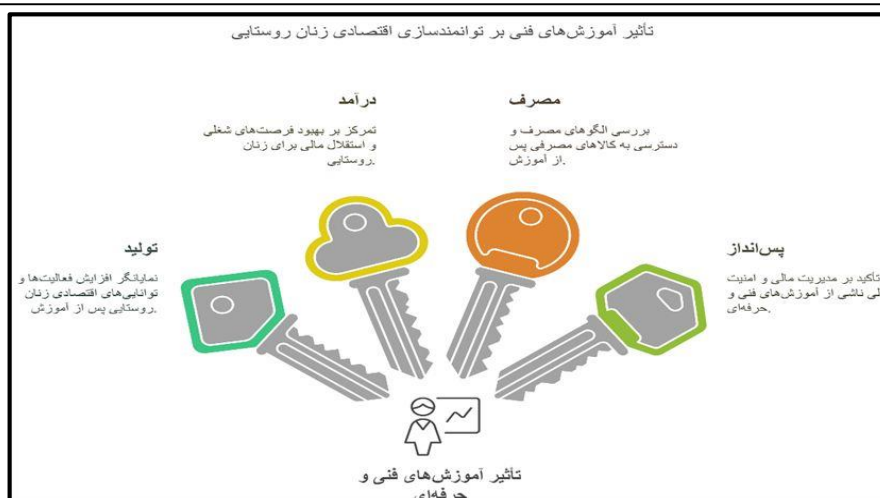 تأثیر آموزش‌های فنی بر توانمندسازی اقتصادی زنان روستایی
مصرف
بررسی الگوهای مصرف و
دسترسی به کالاهای مصرفی پس
از آموزش.
درآمد
تمرکز بر بهبود فرصت‌های شغلی
و استقلال مالی برای زنان
روستایی.
پس‌انداز
تأکید بر مدیریت مالی و امنیت
ناشی از آموزش‌های فنی و
حرفه‌ای.
تولید
نمایانگر افزایش فعالیت‌ها و
توانایی‌های اقتصادی زنان
روستایی پس از آموزش.
تأثیر آموزش‌های فنی و
حرفه‌ای